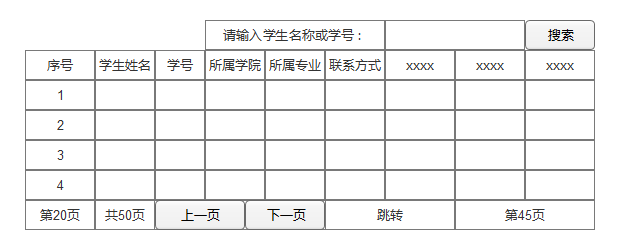 请输入学生名称或学号： 搜索
序号 学生姓名 学号 所属学院 所属专业 联系方式 xxxx xxxx xxxx
1
2
3
4
第20页 共50页 上一页 下一页 跳转 第45页